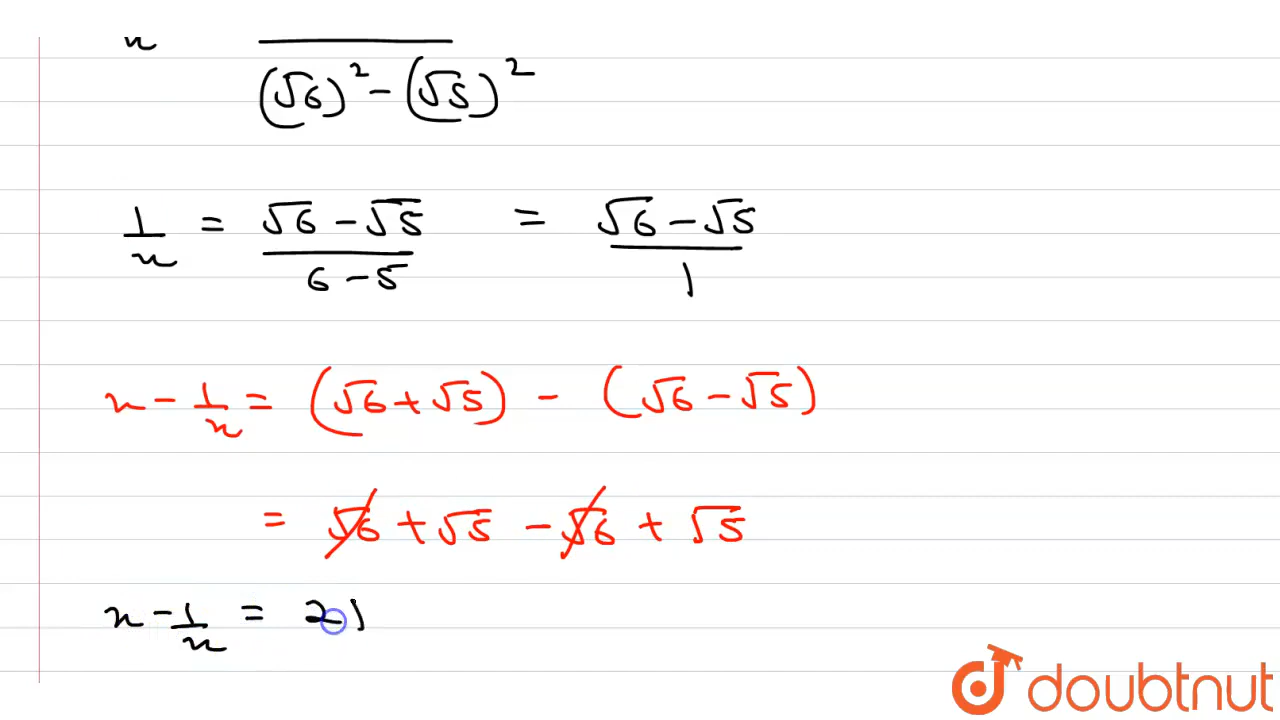 x
(√6)² - (√5)²
1/x = (√6 - √5)/(6 - 5) = (√6 - √5)/1
x - 1/x = (√6 + √5) - (√6 - √5)
= √6 + √5 - √6 + √5
x - 1/x = 2
doubtnut